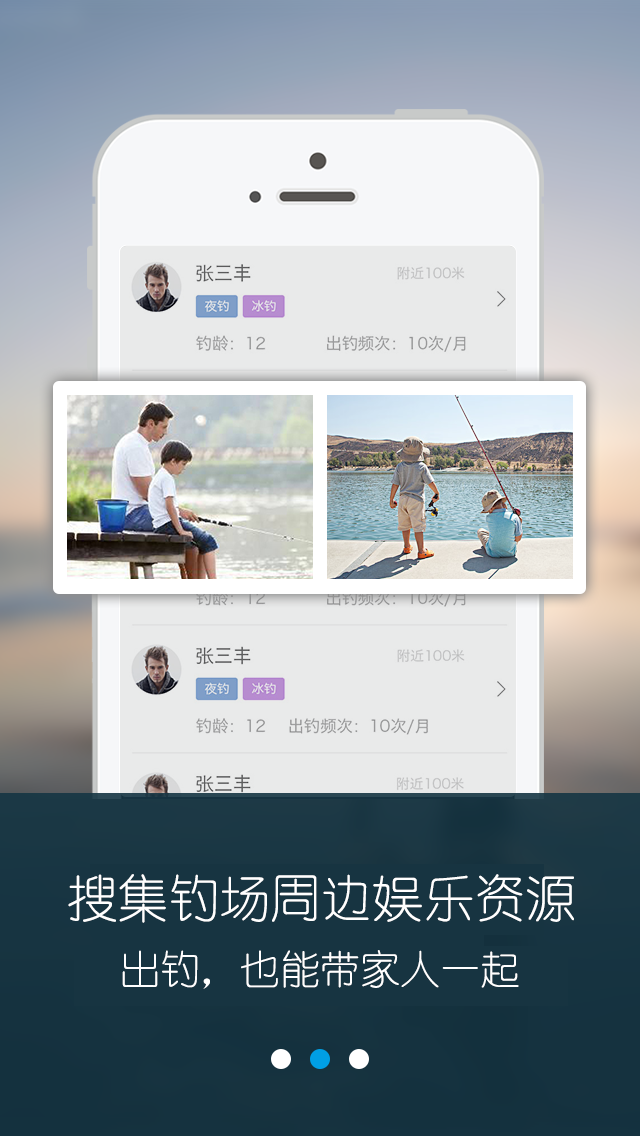 张三丰
附近100米
夜钓 冰钓
钓龄：12 出钓频次：10次/月
钓龄：12 出钓频次：10次/月
张三丰
附近100米
夜钓 冰钓
钓龄：12 出钓频次：10次/月
张三丰
附近100米
搜集钓场周边娱乐资源
出钓，也能带家人一起